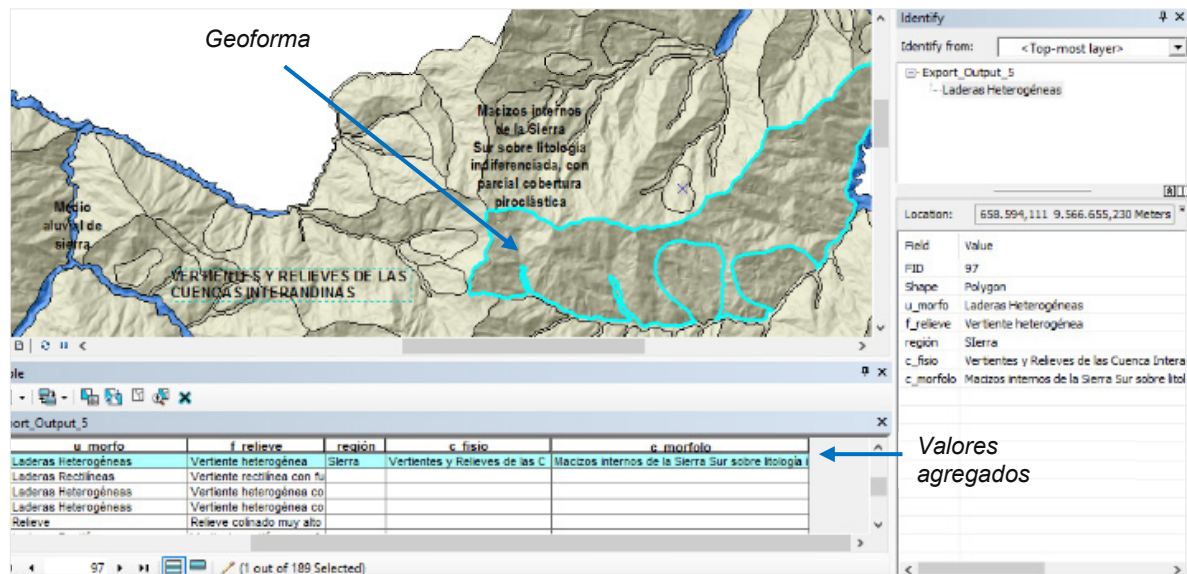 Geoforma
Macizos internos
de la Sierra
Sur sobre litología
indiferenciada, con
parcial cobertura
piroclástica
Medio
aluvial de
sierra
VERTIENTES Y RELIEVES DE LAS
CUENCAS INTERANDINAS
Identify
Identify from: <Top-most layer>
Export_Output_5
Laderas Heterogéneas
Location: 658.594,111 9.566.655,230 Meters
Field Value
FID 97
Shape Polygon
u_morfo Laderas Heterogéneas
f_relieve Vertiente heterogénea
región SIerra
c_fisio Vertientes y Relieves de las Cuenca Intera
c_morfolo Macizos internos de la Sierra Sur sobre litol
ble
ort_Output_5
u_morfo f_relieve región c_fisio c_morfolo
Laderas Heterogéneas Vertiente heterogénea SIerra Vertientes y Relieves de las C Macizos internos de la Sierra Sur sobre litología i
Laderas Rectilíneas Vertiente rectilínea con fu
Laderas Heterogéneas Vertiente heterogénea co
Laderas Heterogéneas Vertiente heterogénea co
Relieve Relieve colinado muy alto
Valores
agregados
97 (1 out of 189 Selected)